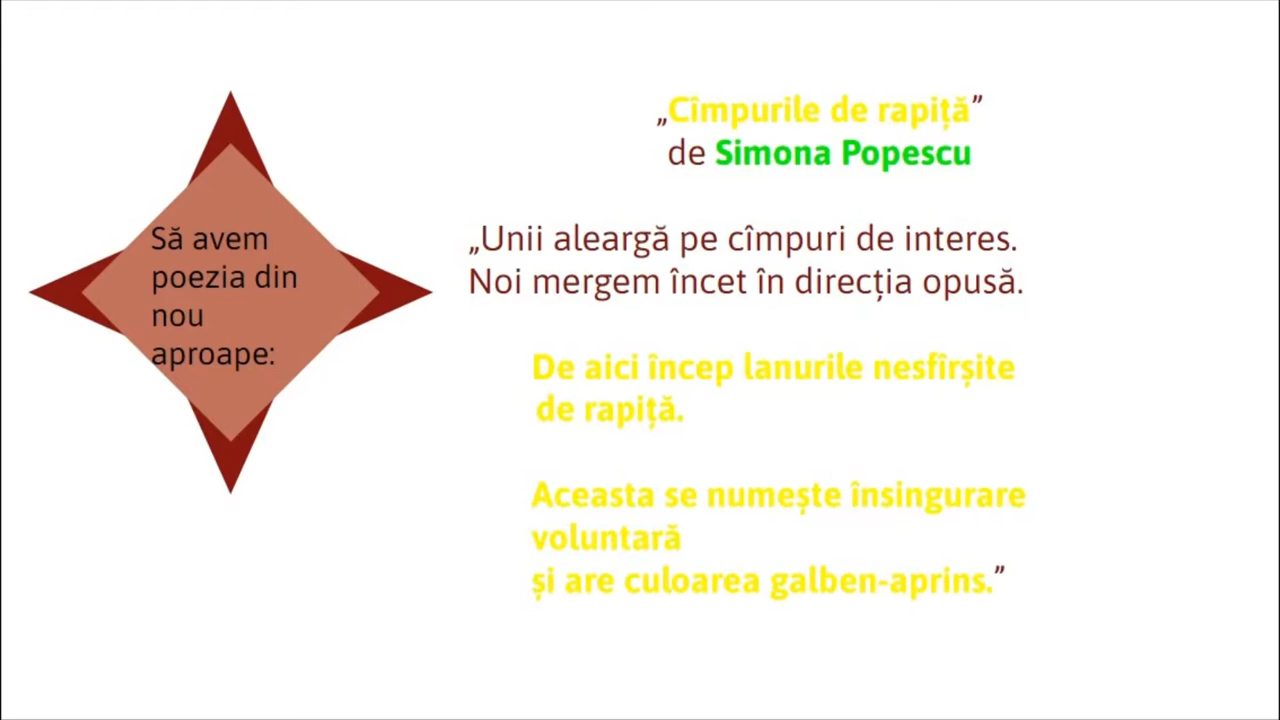 Să avem
poezia din
nou
aproape:
„Cîmpurile de rapiță”
de Simona Popescu
„Unii aleargă pe cîmpuri de interes.
Noi mergem încet în direcția opusă.
De aici încep lanurile nesfîrșite
de rapiță.
Aceasta se numește însingurare
voluntară
și are culoarea galben-aprins.”